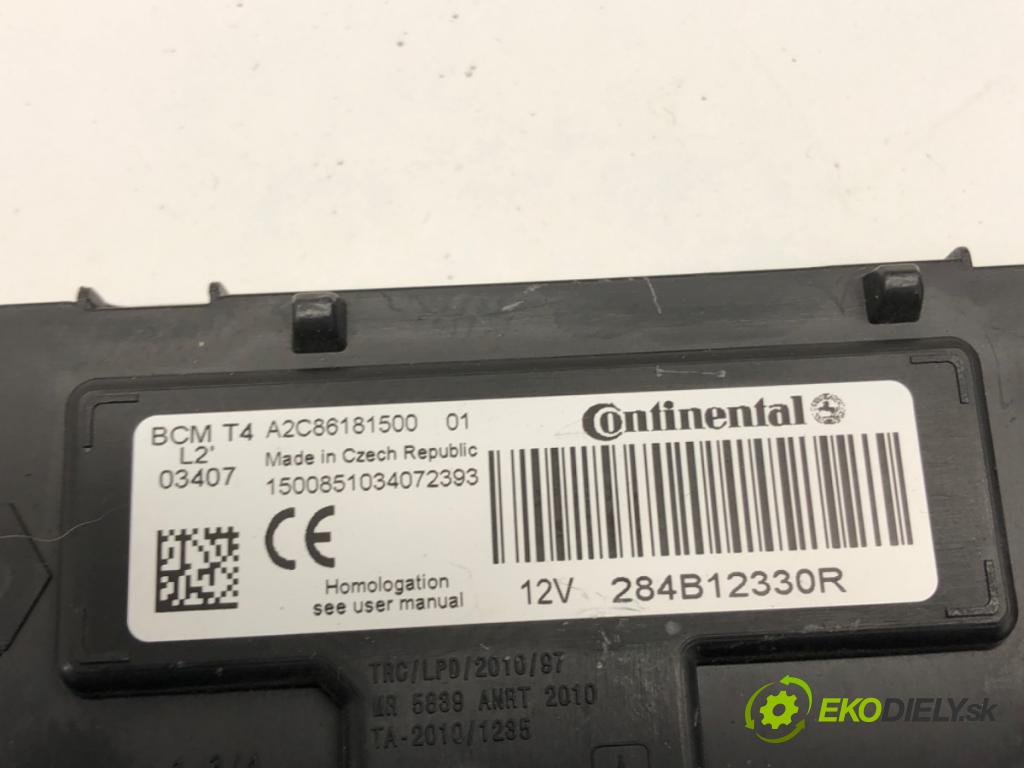 BCM T4 A2C86181500 01
L2'
03407
Made in Czech Republic
1500851034072393
CE
Homologation
see user manual
Continental
12V 284B12330R
TRC/LPD/2010/97
MR 5839 ANRT 2010
TA-2010/1235
EKODIELY.sk